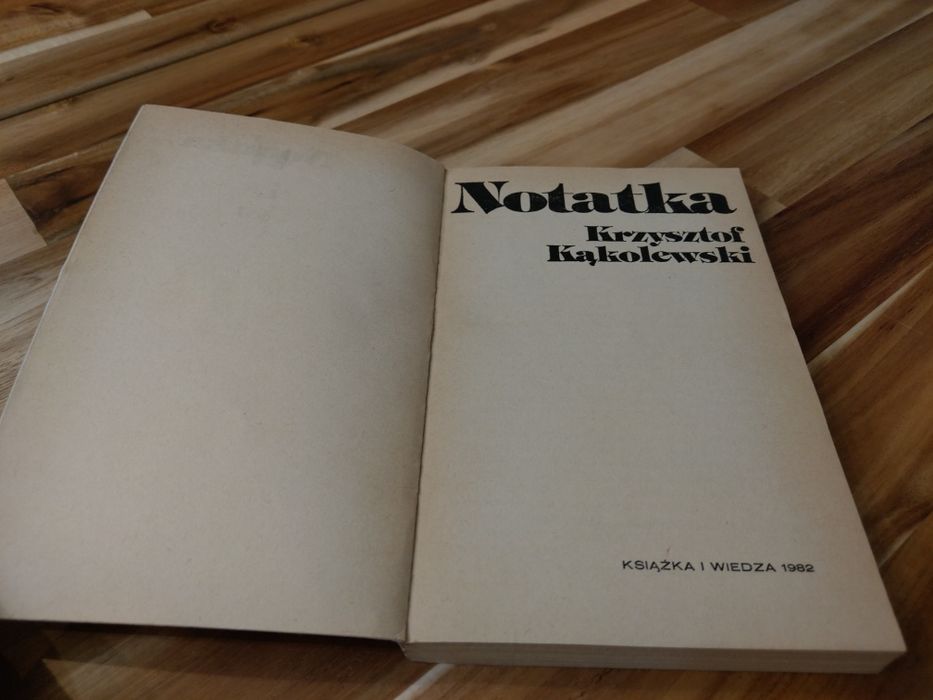 Notatka
Krzysztof
Kąkolewski
KSIĄŻKA I WIEDZA 1982